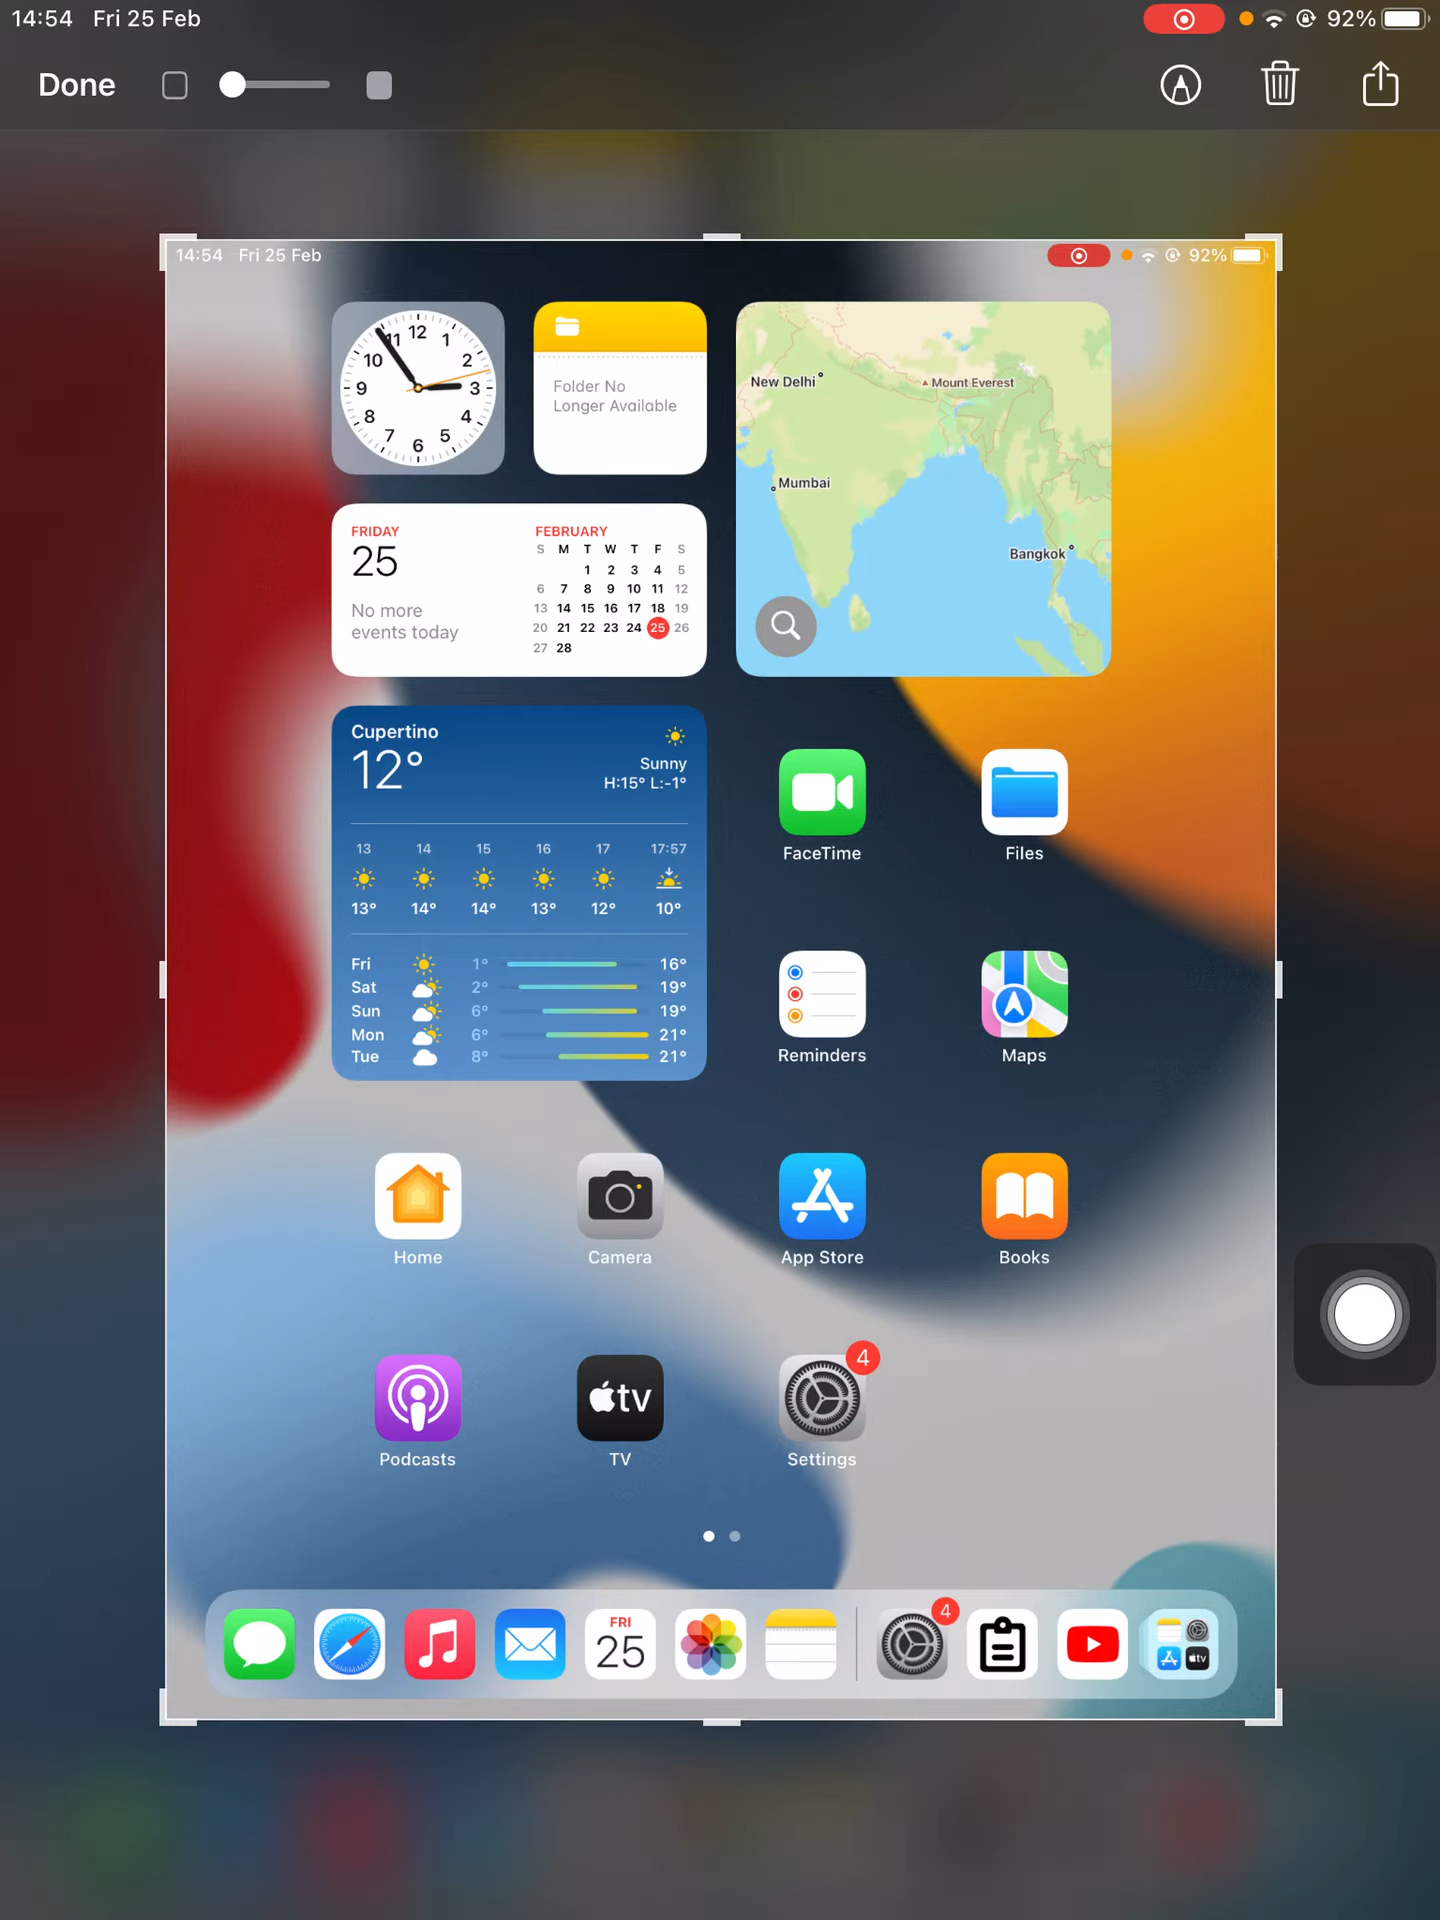 14:54 Fri 25 Feb
92%
Done
14:54 Fri 25 Feb
92%
12
1
2
3
4
5
6
7
8
9
10
11
Folder No
Longer Available
New Delhi
Mount Everest
Mumbai
Bangkok
FRIDAY
25
No more
events today
FEBRUARY
S M T W T F S
1 2 3 4 5
6 7 8 9 10 11 12
13 14 15 16 17 18 19
20 21 22 23 24 25 26
27 28
Cupertino
12°
Sunny
H:15° L:-1°
13 14 15 16 17 17:57
13° 14° 14° 13° 12° 10°
Fri 1° 16°
Sat 2° 19°
Sun 6° 19°
Mon 6° 21°
Tue 8° 21°
FaceTime
Files
Reminders
Maps
Home
Camera
App Store
Books
Podcasts
tv
TV
4
Settings
FRI
25
4
tv